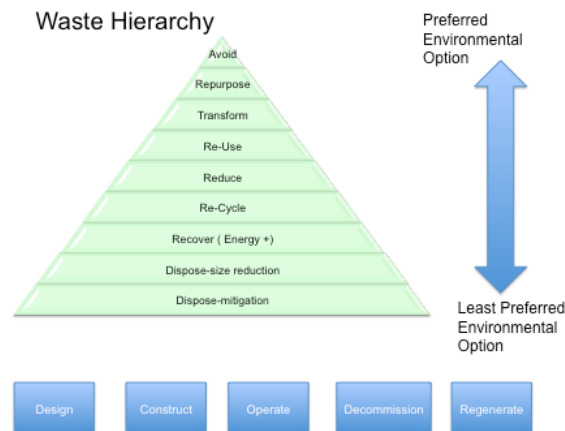 Waste Hierarchy
Preferred
Environmental
Option
Avoid
Repurpose
Transform
Re-Use
Reduce
Re-Cycle
Recover ( Energy +)
Dispose-size reduction
Dispose-mitigation
Least Preferred
Environmental
Option
Design
Construct
Operate
Decommission
Regenerate